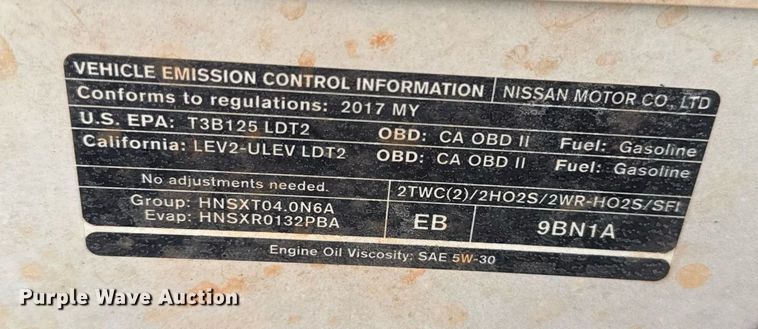 VEHICLE EMISSION CONTROL INFORMATION NISSAN MOTOR CO., LTD
Conforms to regulations: 2017 MY
U.S. EPA: T3B125 LDT2 OBD: CA OBD II Fuel: Gasoline
California: LEV2-ULEV LDT2 OBD: CA OBD II Fuel: Gasoline
No adjustments needed. 2TWC(2)/2HO2S/2WR-HO2S/SFI
Group: HNSXT04.0N6A
Evap: HNSXR0132PBA EB 9BN1A
Engine Oil Viscosity: SAE 5W-30
Purple Wave Auction